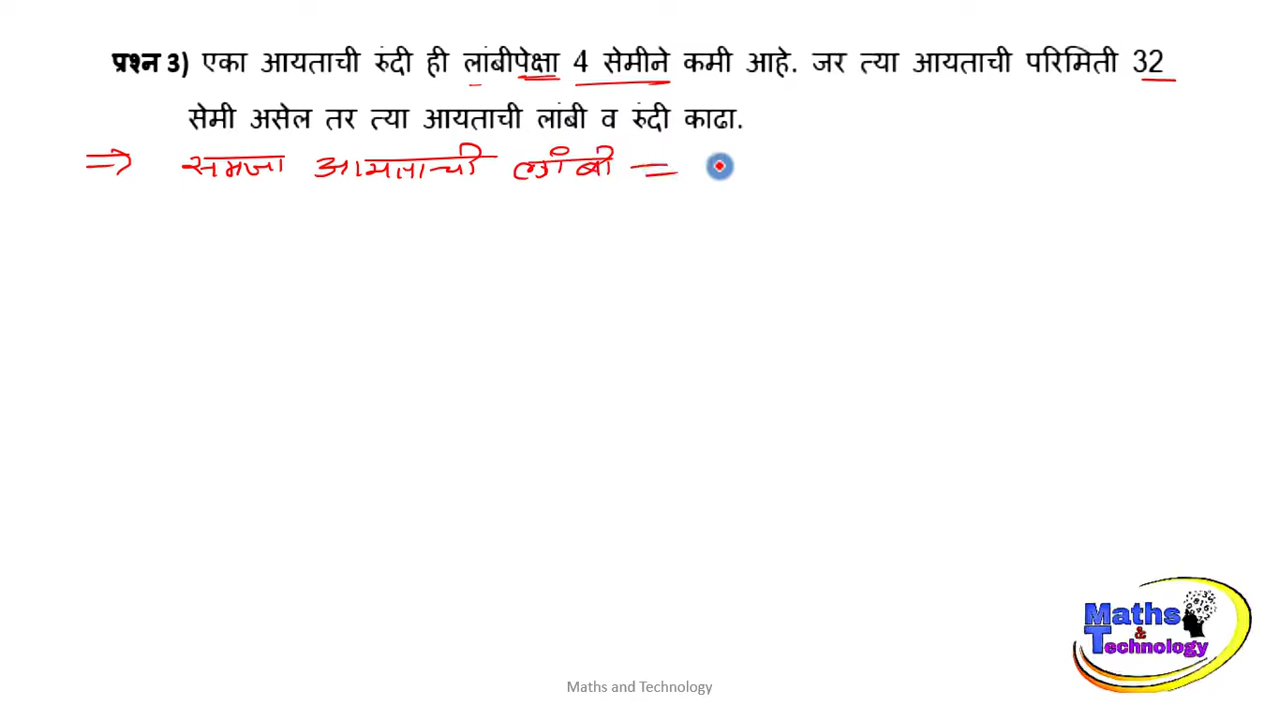 प्रश्न 3) एका आयताची रुंदी ही लांबीपेक्षा 4 सेमीने कमी आहे. जर त्या आयताची परिमिती 32
सेमी असेल तर त्या आयताची लांबी व रुंदी काढा.
⇒ समजा आयताची लांबी =
Maths
&
Technology
Maths and Technology